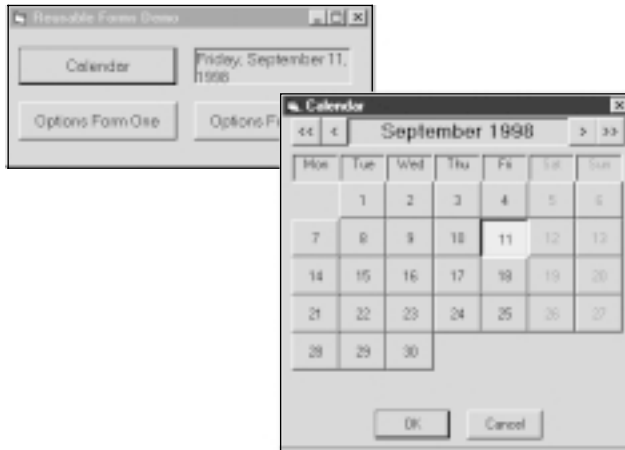 Reusable Forms Demo
Calendar
Friday, September 11,
1998
Options Form One
Options F
Calendar
<< < September 1998 > >>
Mon Tue Wed Thu Fri Sat Sun
1 2 3 4 5 6
7 8 9 10 11 12 13
14 15 16 17 18 19 20
21 22 23 24 25 26 27
28 29 30
OK Cancel